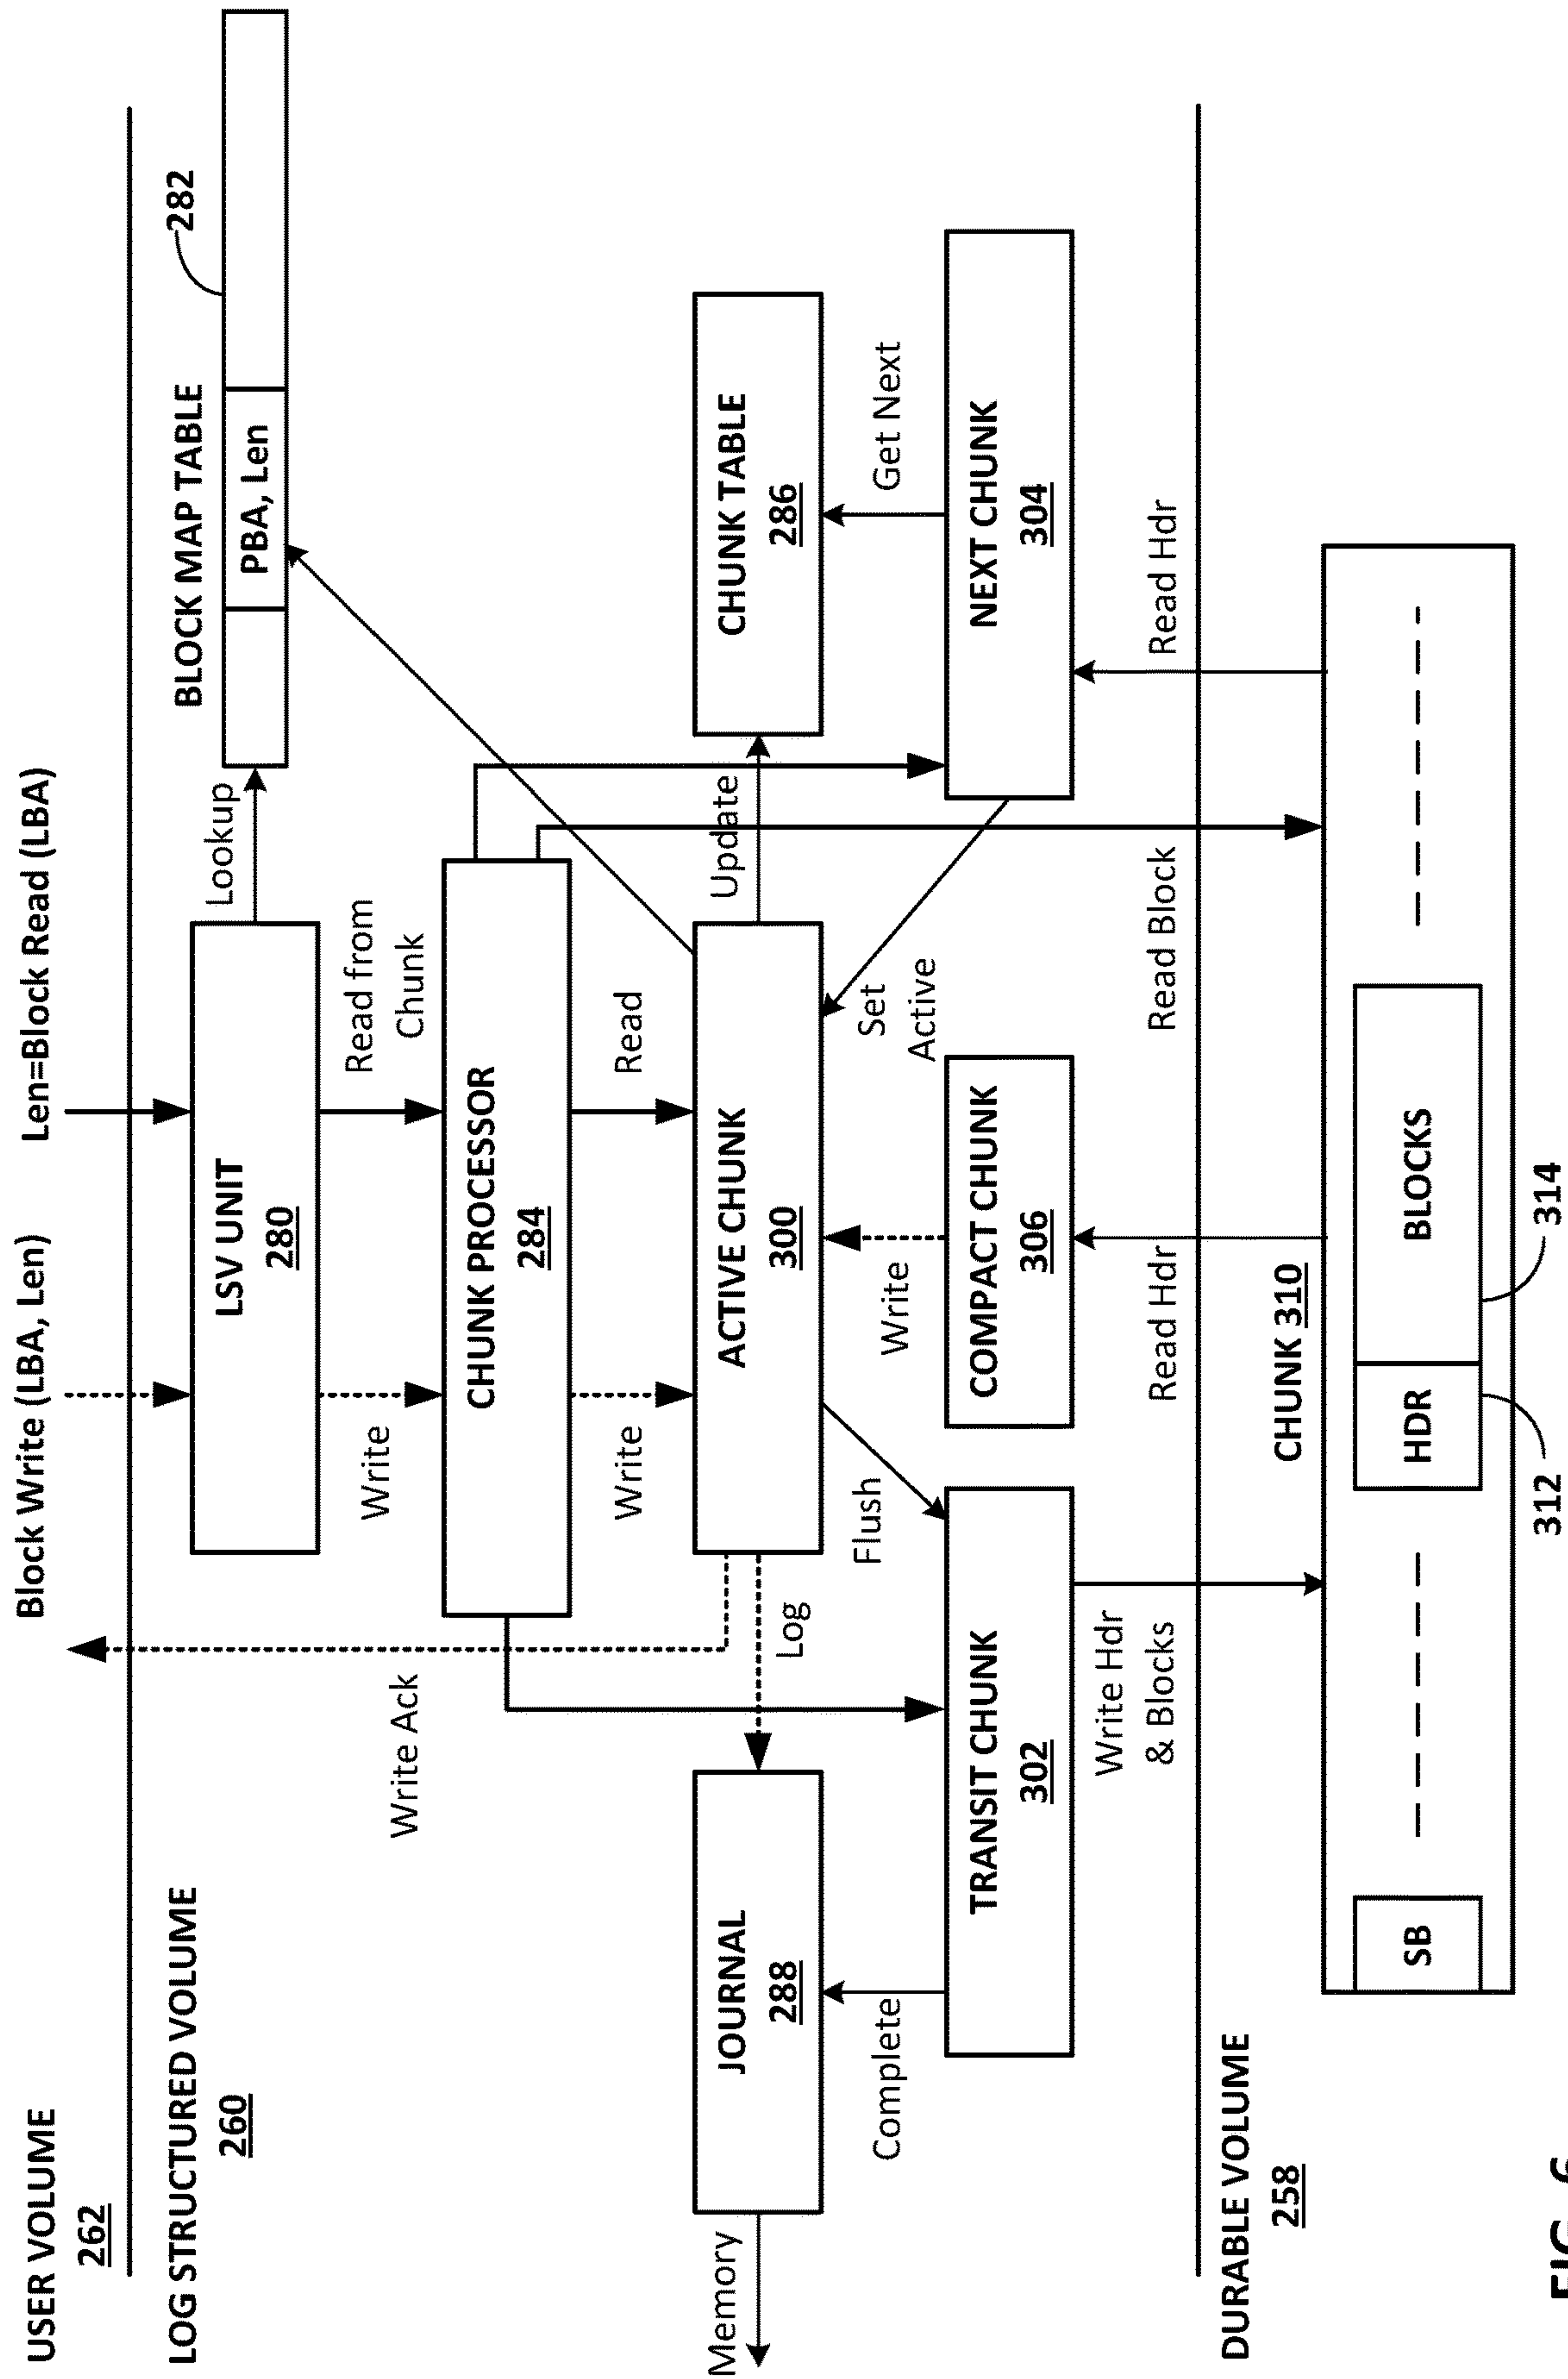 USER VOLUME
262
Block Write (LBA, Len)
Len=Block Read (LBA)
LOG STRUCTURED VOLUME
260
LSV UNIT
280
Lookup
BLOCK MAP TABLE
282
PBA, Len
Write
Read from
Chunk
Write Ack
CHUNK PROCESSOR
284
Write
Read
JOURNAL
288
Memory
Log
ACTIVE CHUNK
300
Update
CHUNK TABLE
286
Complete
Flush
Write
Set
Active
Get Next
TRANSIT CHUNK
302
COMPACT CHUNK
306
NEXT CHUNK
304
Write Hdr
& Blocks
Read Hdr
Read Block
Read Hdr
DURABLE VOLUME
258
CHUNK 310
SB
HDR
BLOCKS
312
314
FIG. 6